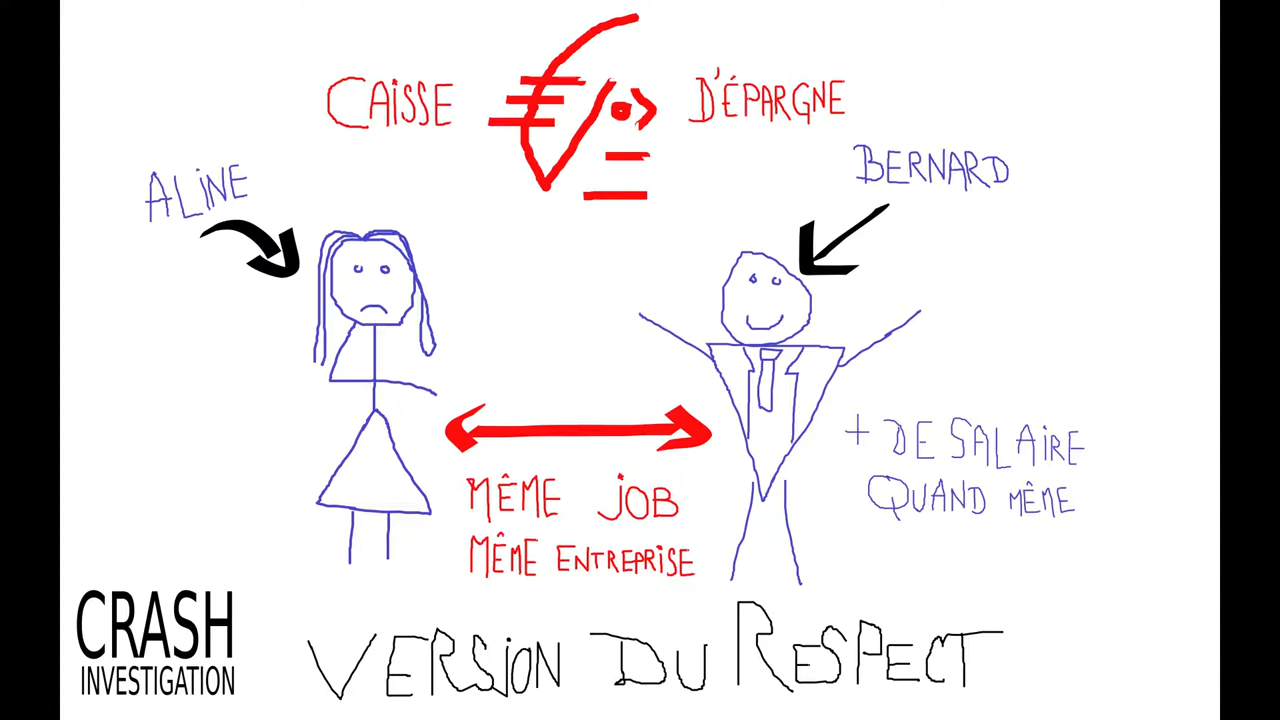 CAISSE D'ÉPARGNE
ALINE
BERNARD
+ DE SALAIRE
QUAND MÊME
MÊME JOB
MÊME ENTREPRISE
CRASH
INVESTIGATION
VERSION DU RESPECT